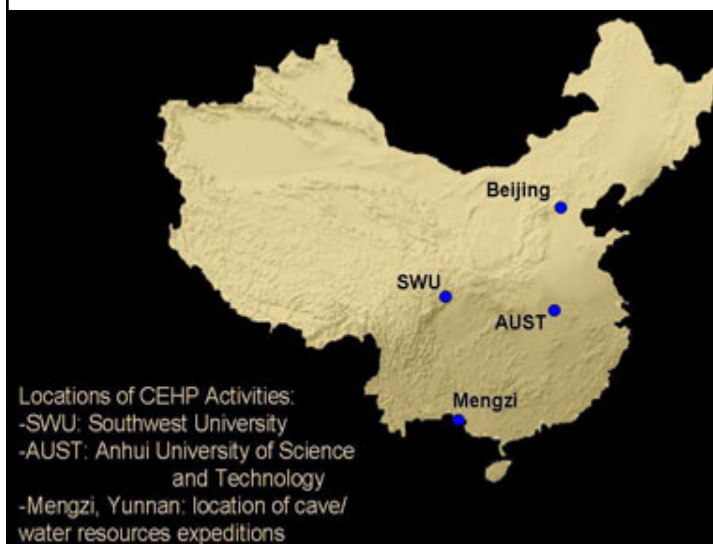 Beijing
SWU
AUST
Mengzi
Locations of CEHP Activities:
-SWU: Southwest University
-AUST: Anhui University of Science
and Technology
-Mengzi, Yunnan: location of cave/
water resources expeditions